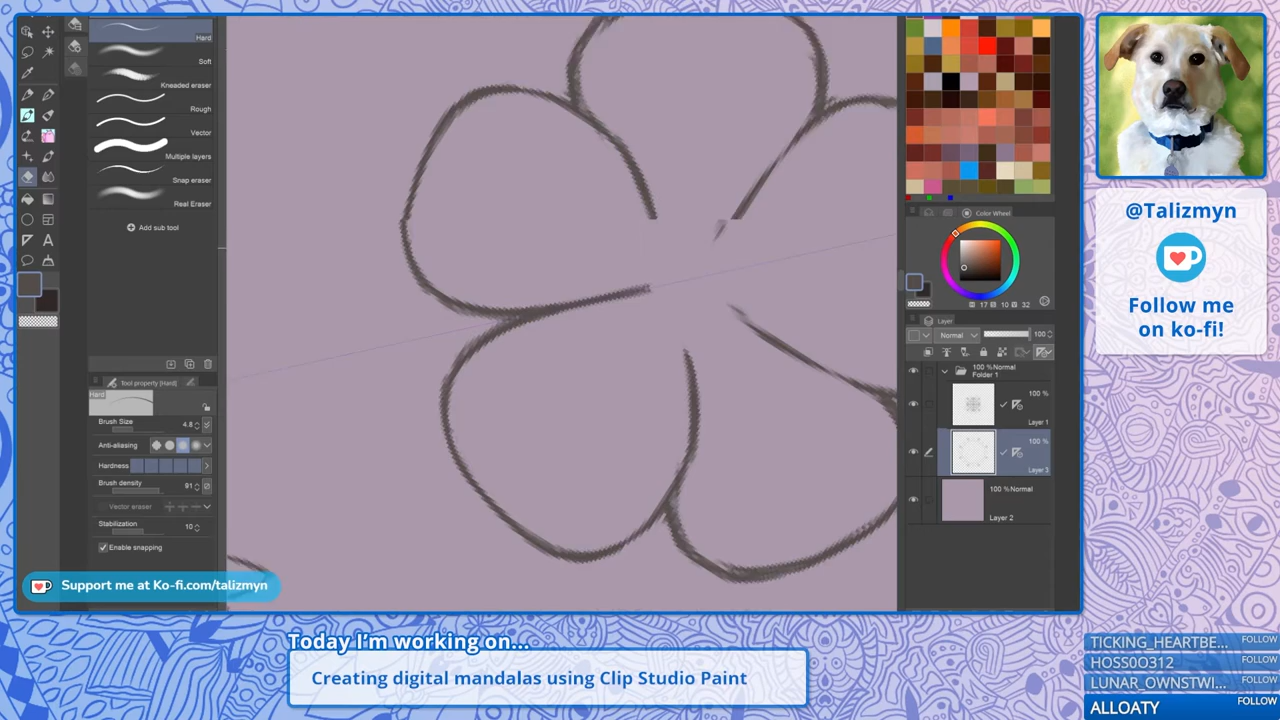 Hard
Soft
Kneaded eraser
Rough
Vector
Multiple layers
Snap eraser
Real Eraser
Add sub tool
Tool property [Hard]
Hard
Brush Size 4.8
Anti-aliasing
Hardness
Brush density 91
Vector eraser
Stabilization 10
Enable snapping
Support me at Ko-fi.com/talizmyn
Color Wheel
17 10 32
Layer
Normal 100
100 % Normal
Folder 1
100 %
Layer 1
100 %
Layer 3
100 % Normal
Layer 2
@Talizmyn
Follow me
on ko-fi!
Today I'm working on...
Creating digital mandalas using Clip Studio Paint
TICKING_HEARTBE... FOLLOW
HOSS0O312 FOLLOW
LUNAR_OWNSTWI... FOLLOW
ALLOATY FOLLOW